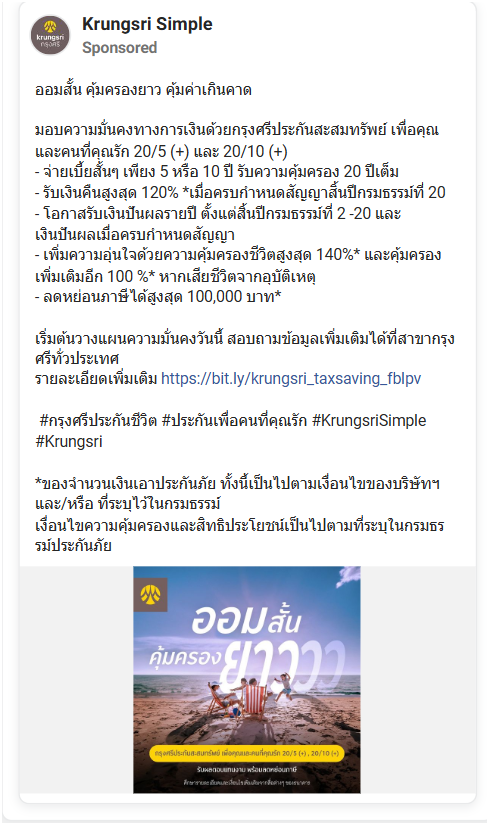 krungsri
กรุงศรี
Krungsri Simple
Sponsored
ออมสั้น คุ้มครองยาว คุ้มค่าเกินคาด
มอบความมั่นคงทางการเงินด้วยกรุงศรีประกันสะสมทรัพย์ เพื่อคุณ
และคนที่คุณรัก 20/5 (+) และ 20/10 (+)
- จ่ายเบี้ยสั้นๆ เพียง 5 หรือ 10 ปี รับความคุ้มครอง 20 ปีเต็ม
- รับเงินคืนสูงสุด 120% *เมื่อครบกำหนดสัญญาสิ้นปีกรมธรรม์ที่ 20
- โอกาสรับเงินปันผลรายปี ตั้งแต่สิ้นปีกรมธรรม์ที่ 2 -20 และ
เงินปันผลเมื่อครบกำหนดสัญญา
- เพิ่มความอุ่นใจด้วยความคุ้มครองชีวิตสูงสุด 140%* และคุ้มครอง
เพิ่มเติมอีก 100 %* หากเสียชีวิตจากอุบัติเหตุ
- ลดหย่อนภาษีได้สูงสุด 100,000 บาท*
เริ่มต้นวางแผนความมั่นคงวันนี้ สอบถามข้อมูลเพิ่มเติมได้ที่สาขากรุง
ศรีทั่วประเทศ
รายละเอียดเพิ่มเติม https://bit.ly/krungsri_taxsaving_fblpv
#กรุงศรีประกันชีวิต #ประกันเพื่อคนที่คุณรัก #KrungsriSimple
#Krungsri
*ของจำนวนเงินเอาประกันภัย ทั้งนี้เป็นไปตามเงื่อนไขของบริษัทฯ
และ/หรือ ที่ระบุไว้ในกรมธรรม์
เงื่อนไขความคุ้มครองและสิทธิประโยชน์เป็นไปตามที่ระบุในกรมธร
รม์ประกันภัย
ออมสั้น
คุ้มครอง ยาววว
กรุงศรีประกันสะสมทรัพย์ เพื่อคุณและคนที่คุณรัก 20/5 (+) , 20/10 (+)
รับผลตอบแทนงาม พร้อมลดหย่อนภาษี